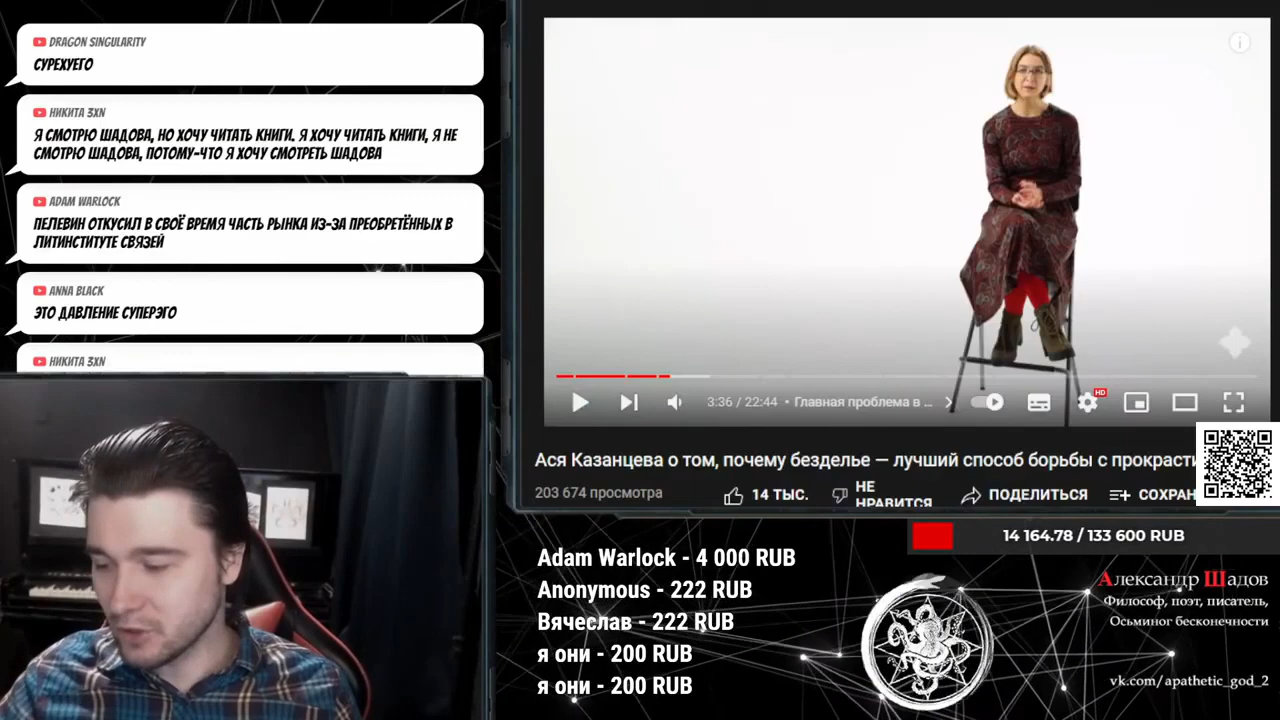 DRAGON SINGULARITY
СУРЕХУЕГО
НИКИТА 3XN
Я СМОТРЮ ШАДОВА, НО ХОЧУ ЧИТАТЬ КНИГИ. Я ХОЧУ ЧИТАТЬ КНИГИ, Я НЕ
СМОТРЮ ШАДОВА, ПОТОМУ-ЧТО Я ХОЧУ СМОТРЕТЬ ШАДОВА
ADAM WARLOCK
ПЕЛЕВИН ОТКУСИЛ В СВОЁ ВРЕМЯ ЧАСТЬ РЫНКА ИЗ-ЗА ПРЕОБРЕТЁННЫХ В
ЛИТИНСТИТУТЕ СВЯЗЕЙ
ANNA BLACK
ЭТО ДАВЛЕНИЕ СУПЕРЭГО
НИКИТА 3XN
3:36 / 22:44 • Главная проблема в ...
HD
Ася Казанцева о том, почему безделье — лучший способ борьбы с прокрасти
203 674 просмотра
14 ТЫС.
НЕ
НРАВИТСЯ
ПОДЕЛИТЬСЯ
СОХРАН
14 164.78 / 133 600 RUB
Adam Warlock - 4 000 RUB
Anonymous - 222 RUB
Вячеслав - 222 RUB
я они - 200 RUB
я они - 200 RUB
Александр Шадов
Философ, поэт, писатель,
Осьминог бесконечности
vk.com/apathetic_god_2